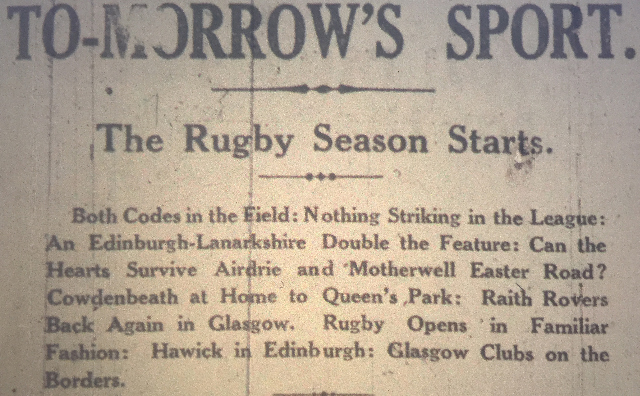 TO-MORROW'S SPORT.
The Rugby Season Starts.
Both Codes in the Field: Nothing Striking in the League:
An Edinburgh-Lanarkshire Double the Feature: Can the
Hearts Survive Airdrie and Motherwell Easter Road?
Cowdenbeath at Home to Queen's Park: Raith Rovers
Back Again in Glasgow. Rugby Opens in Familiar
Fashion: Hawick in Edinburgh: Glasgow Clubs on the
Borders.